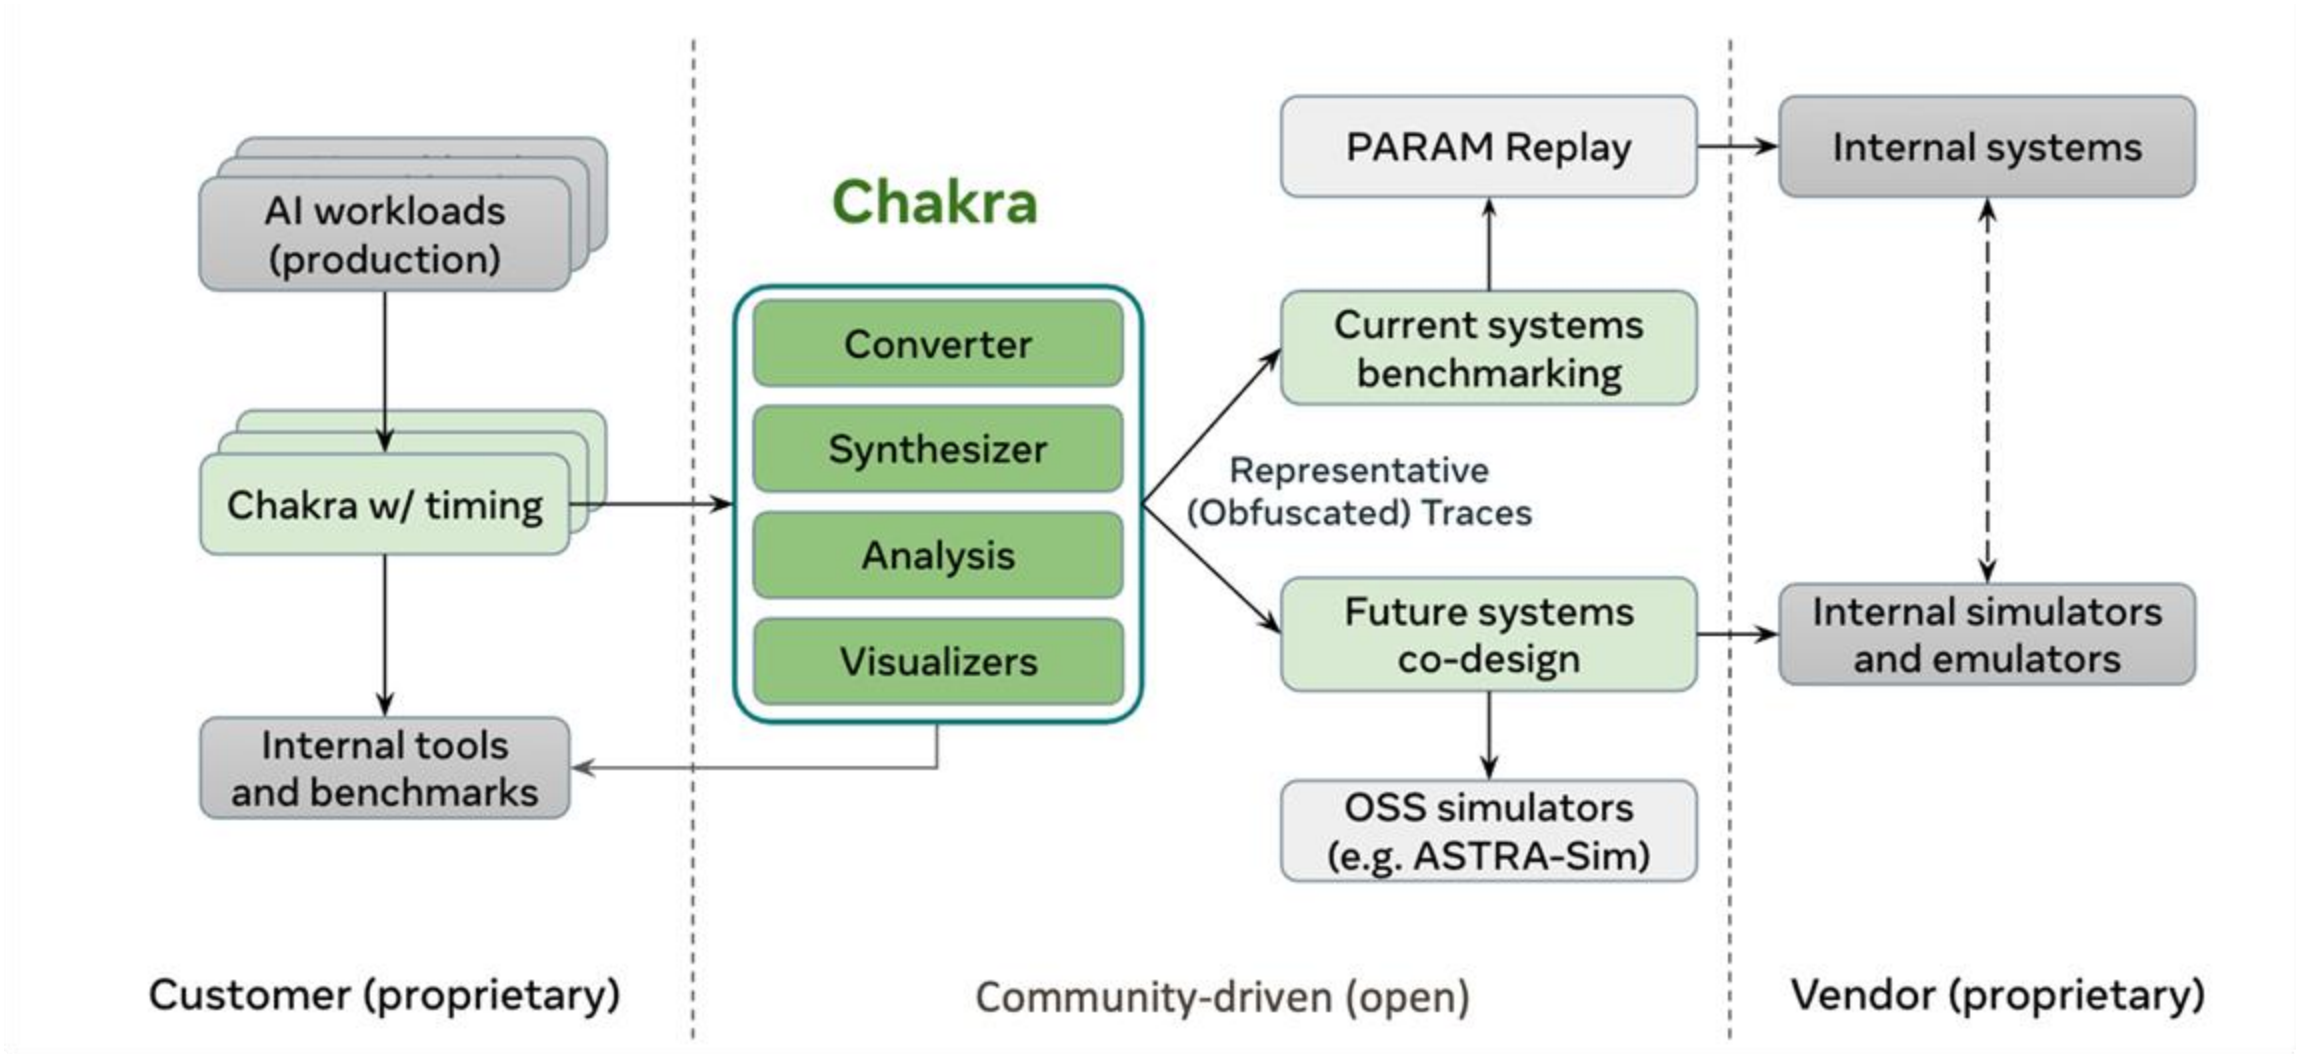 AI workloads
(production)
Chakra w/ timing
Internal tools
and benchmarks
Customer (proprietary)
Chakra
Converter
Synthesizer
Analysis
Visualizers
PARAM Replay
Current systems
benchmarking
Representative
(Obfuscated) Traces
Future systems
co-design
OSS simulators
(e.g. ASTRA-Sim)
Community-driven (open)
Internal systems
Internal simulators
and emulators
Vendor (proprietary)